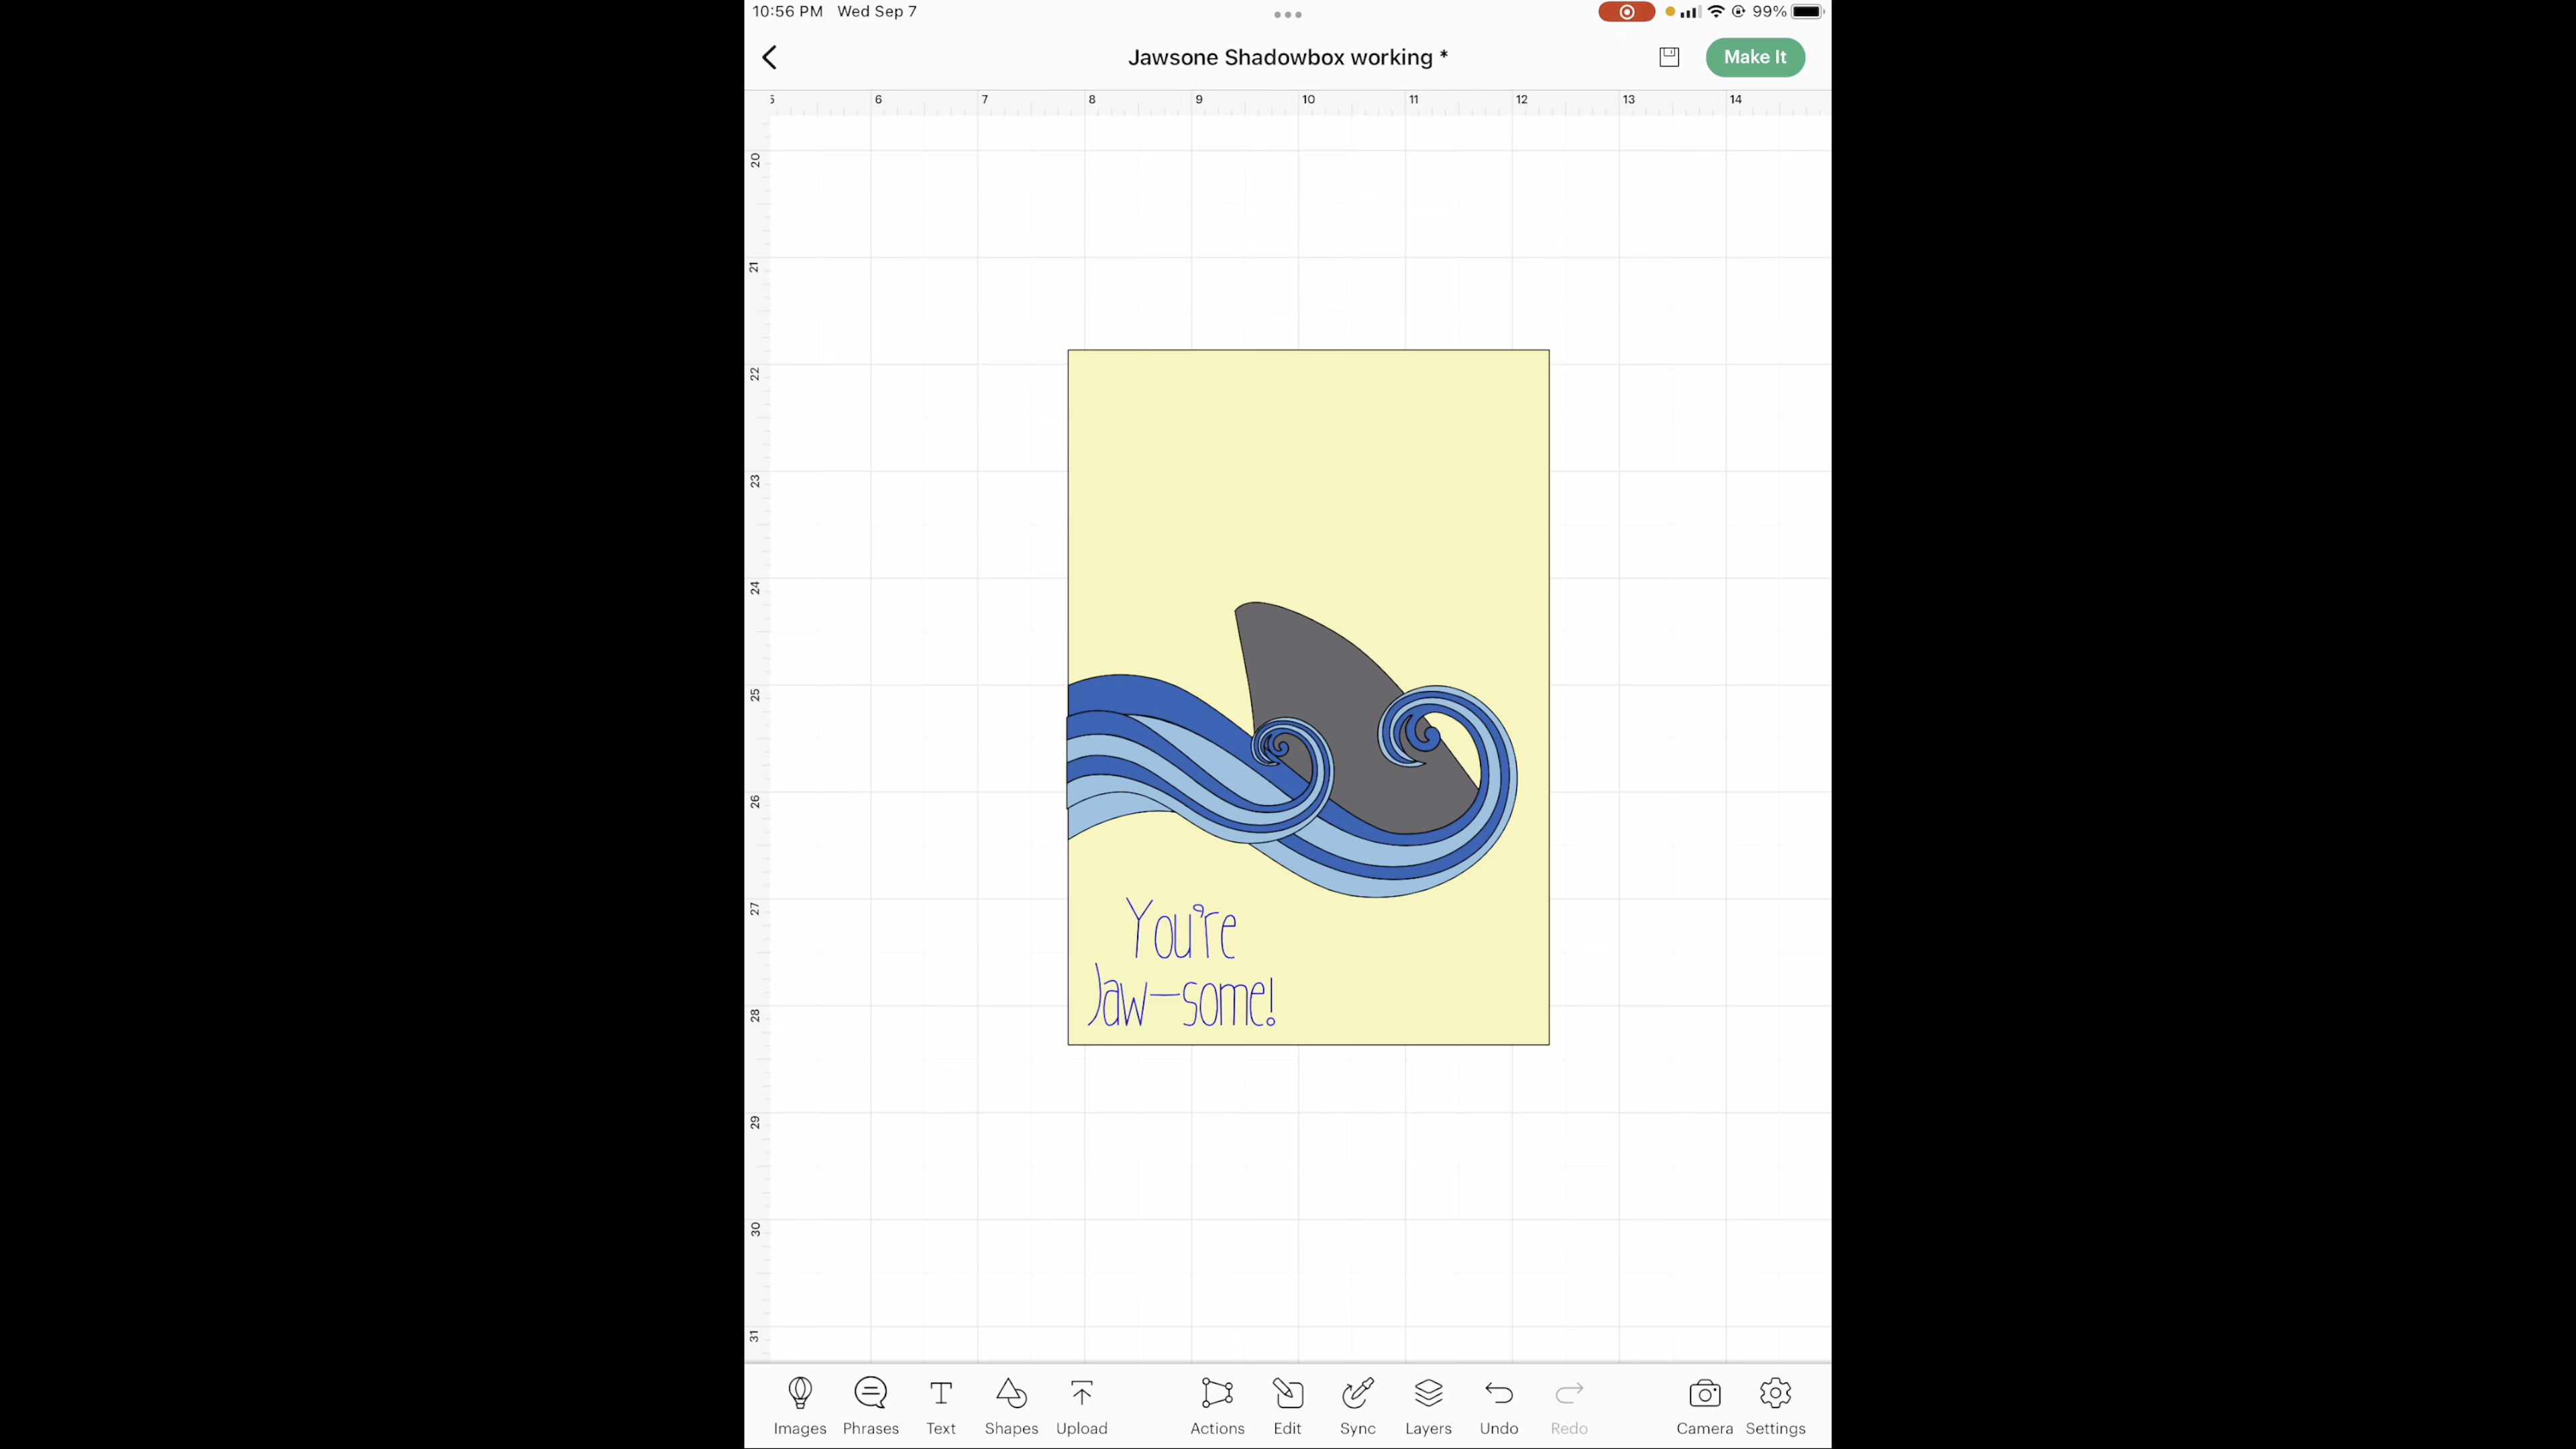 10:56 PM Wed Sep 7 99%
Jawsone Shadowbox working * Make It
5 6 7 8 9 10 11 12 13 14
20
21
22
23
24
25
26
27
28
29
30
31
You're
Jaw-some!
Images Phrases Text Shapes Upload Actions Edit Sync Layers Undo Redo Camera Settings